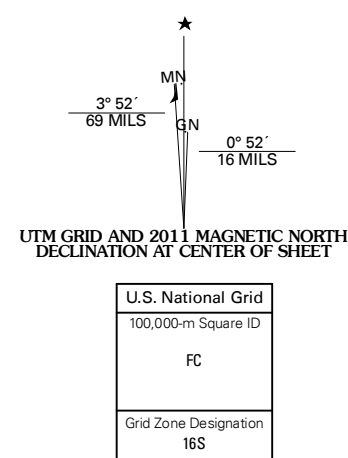 ★
MN
3° 52´
69 MILS
GN
0° 52´
16 MILS
UTM GRID AND 2011 MAGNETIC NORTH
DECLINATION AT CENTER OF SHEET
U.S. National Grid
100,000-m Square ID
FC
Grid Zone Designation
16S